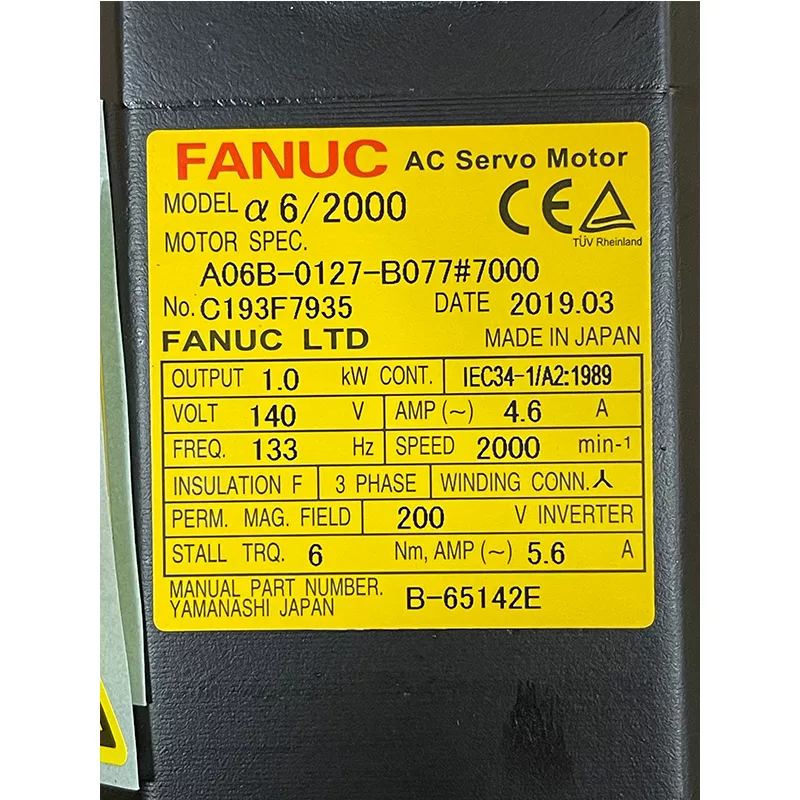 FANUC AC Servo Motor
MODEL α 6/2000
TÜV Rheinland
MOTOR SPEC.
A06B-0127-B077#7000
No. C193F7935 DATE 2019.03
FANUC LTD MADE IN JAPAN
OUTPUT 1.0 kW CONT. IEC34-1/A2:1989
VOLT 140 V AMP (~) 4.6 A
FREQ. 133 Hz SPEED 2000 min-1
INSULATION F 3 PHASE WINDING CONN.
PERM. MAG. FIELD 200 V INVERTER
STALL TRQ. 6 Nm, AMP (~) 5.6 A
MANUAL PART NUMBER. B-65142E
YAMANASHI JAPAN